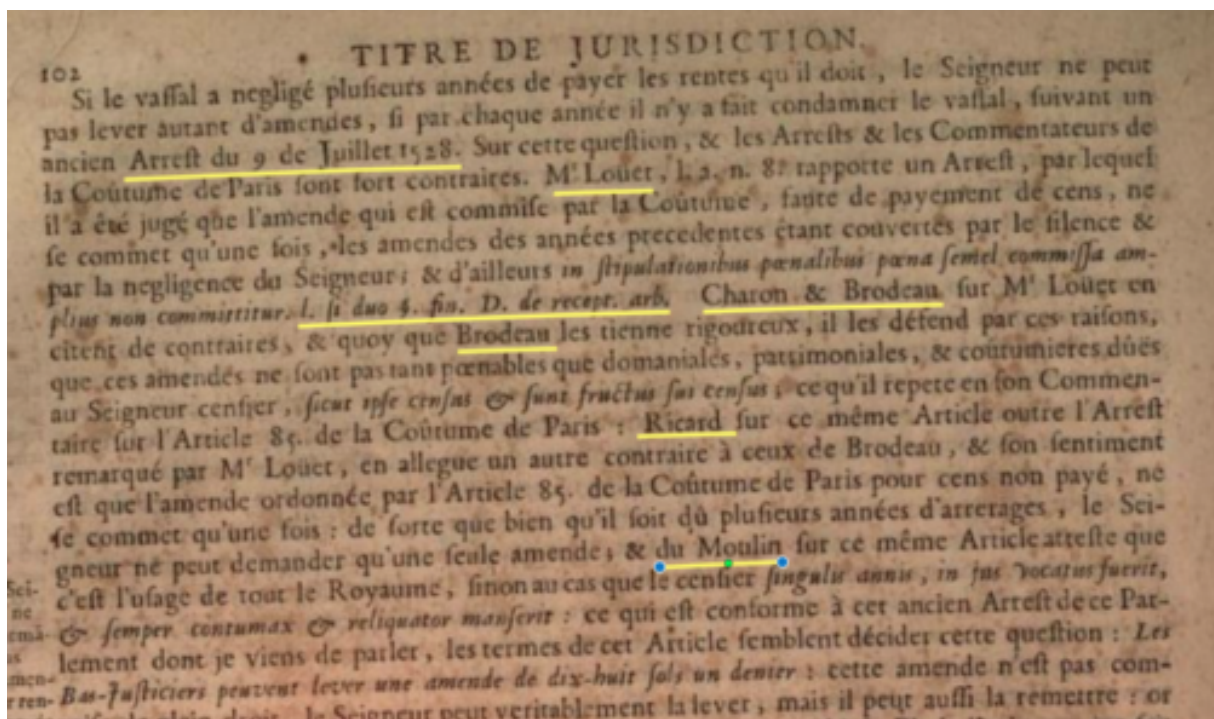 TITRE DE JURISDICTION.
102
Si le vaſſal a negligé pluſieurs années de payer les rentes qu'il doit, le Seigneur ne peut
pas lever autant d'amendes, ſi par chaque année il n'y a fait condamner le vaſſal, ſuivant un
ancien Arreſt du 9 de Juillet 1528. Sur cette queſtion, & les Arreſts & les Commentateurs de
la Coûtume de Paris ſont fort contraires. Mr Loüet, l. a. n. 8. rapporte un Arreſt, par lequel
il a été jugé que l'amende qui eſt commiſe par la Coûtume, faute de payement de cens, ne
ſe commet qu'une fois, les amendes des années precedentes étant couvertes par le ſilence &
par la negligence du Seigneur; & d'ailleurs in ſtipulationibus pœnalibus pœna ſemel commiſſa am-
plius non committitur. l. ſi duo §. fin. D. de recept. arb. Charon & Brodeau ſur Mr Loüet en
citent de contraires, & quoy que Brodeau les tienne rigoureux, il les défend par ces raiſons,
que ces amendes ne ſont pas tant pœnables que domaniales, patrimoniales, & coûtumieres dûës
au Seigneur cenſier, ſicut ipſe cenſus & ſunt fructus ſui cenſus; ce qu'il repete en ſon Commen-
taire ſur l'Article 85. de la Coûtume de Paris: Ricard ſur ce même Article outre l'Arreſt
remarqué par Mr Loüet, en allegue un autre contraire à ceux de Brodeau, & ſon ſentiment
eſt que l'amende ordonnée par l'Article 85. de la Coûtume de Paris pour cens non payé, ne
ſe commet qu'une fois: de ſorte que bien qu'il ſoit dû pluſieurs années d'arrerages, le Sei-
gneur ne peut demander qu'une ſeule amende; & du Moulin ſur ce même Article atteſte que
c'eſt l'uſage de tout le Royaume, ſinon au cas que le cenſier ſingulis annis, in jus vocatus fuerit,
& ſemper contumax & reliquator manſerit: ce qui eſt conforme à cet ancien Arreſt de ce Par-
lement dont je viens de parler, les termes de cet Article ſemblent décider cette queſtion: Les
Bas-Juſticiers peuvent lever une amende de dix-huit ſols un denier: cette amende n'eſt pas com-
le Seigneur peut veritablement la lever, mais il peut auſſi la remettre: or